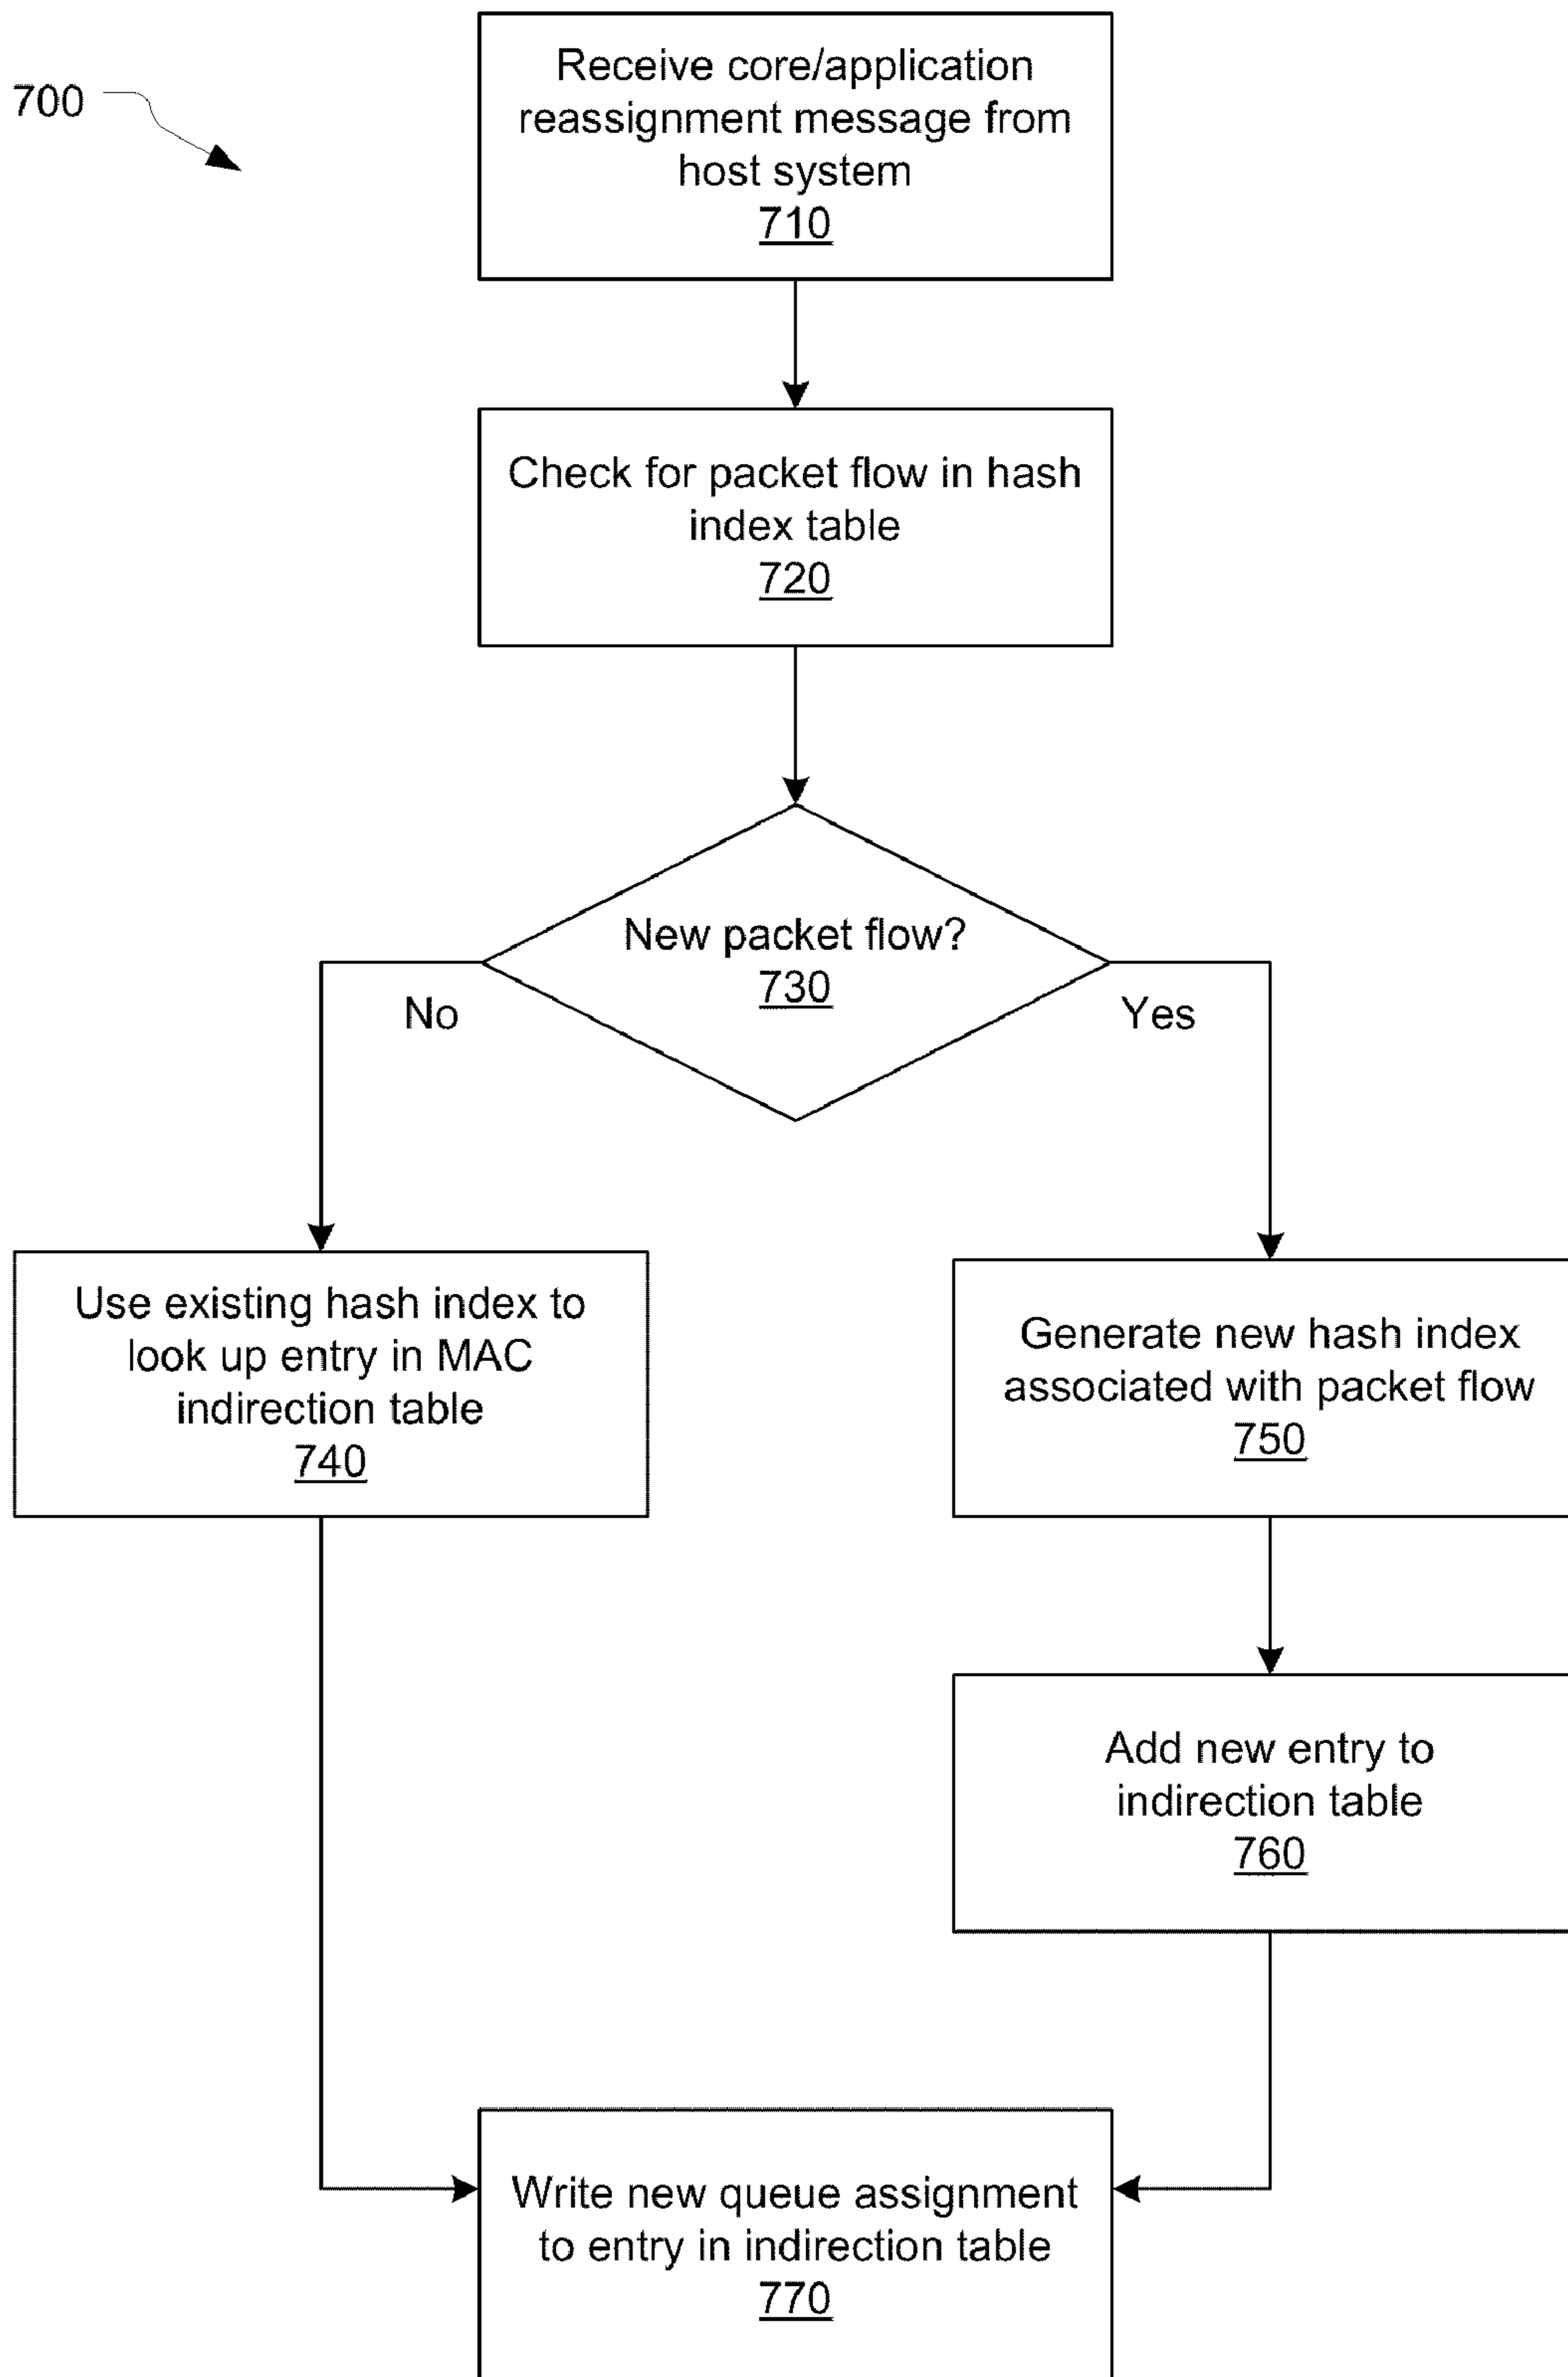 700
Receive core/application
reassignment message from
host system
710
Check for packet flow in hash
index table
720
New packet flow?
730
No
Yes
Use existing hash index to
look up entry in MAC
indirection table
740
Generate new hash index
associated with packet flow
750
Add new entry to
indirection table
760
Write new queue assignment
to entry in indirection table
770